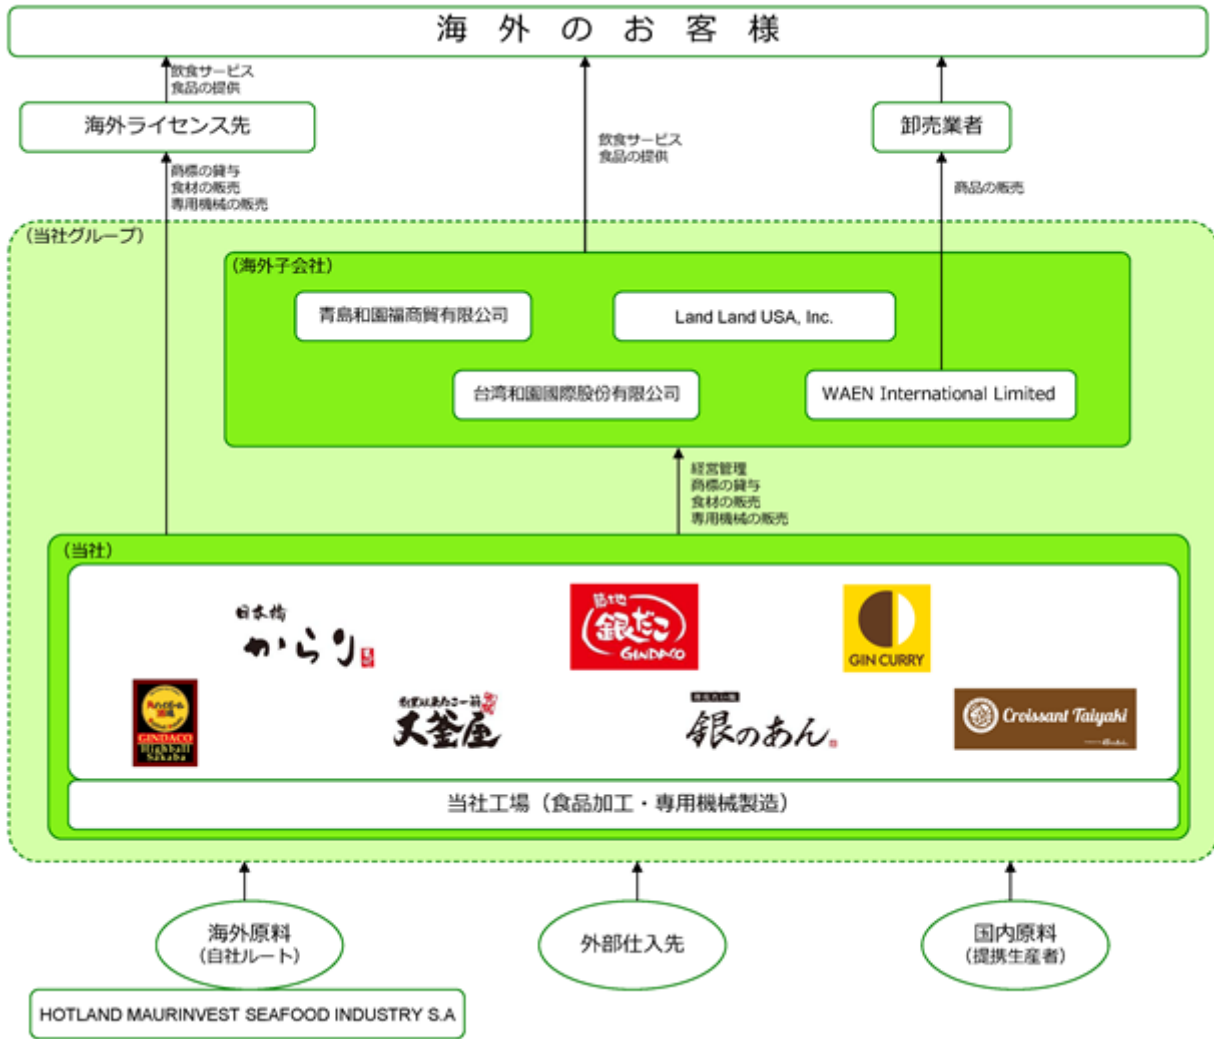 海外のお客様
飲食サービス
食品の提供
海外ライセンス先
卸売業者
飲食サービス
食品の提供
商標の貸与
食材の販売
専用機械の販売
商品の販売
(当社グループ)
(海外子会社)
青島和園福商貿有限公司
Land Land USA, Inc.
台湾和園國際股份有限公司
WAEN International Limited
経営管理
商標の貸与
食材の販売
専用機械の販売
(当社)
日本橋
からり
築地
銀だこ
GINDACO
GIN CURRY
GINDACO
Highball
Sakaba
又釜屋
銀のあん
Croissant Taiyaki
当社工場(食品加工・専用機械製造)
海外原料
(自社ルート)
外部仕入先
国内原料
(提携生産者)
HOTLAND MAURINVEST SEAFOOD INDUSTRY S.A